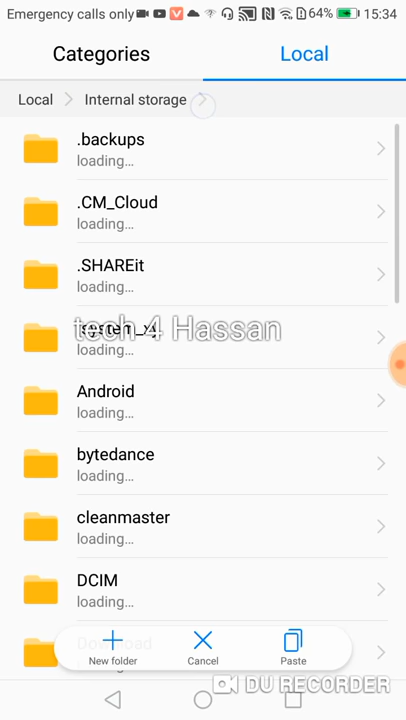 Emergency calls only
64%
15:34
Categories
Local
Local
Internal storage
.backups
loading...
.CM_Cloud
loading...
.SHAREit
loading...
tech 4 Hassan
loading...
Android
loading...
bytedance
loading...
cleanmaster
loading...
DCIM
loading...
Download
New folder
Cancel
Paste
DU RECORDER